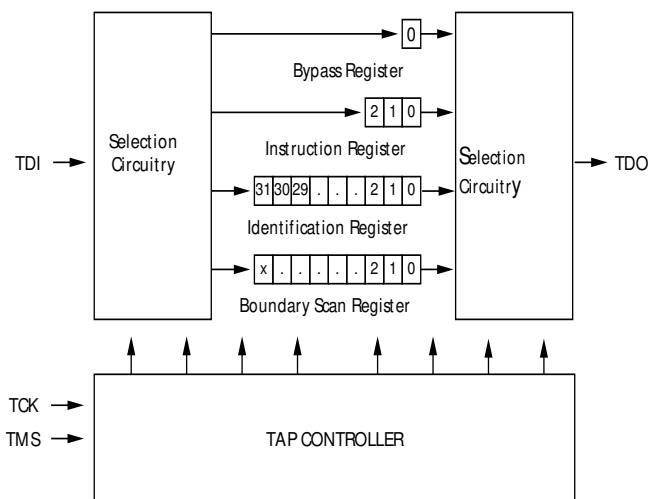 0
Bypass Register
2 1 0
Selection
Circuitry
Instruction Register
Selection
Circuitry
TDI
TDO
31 30 29 . . . 2 1 0
Identification Register
x . . . . . 2 1 0
Boundary Scan Register
TCK
TMS
TAP CONTROLLER